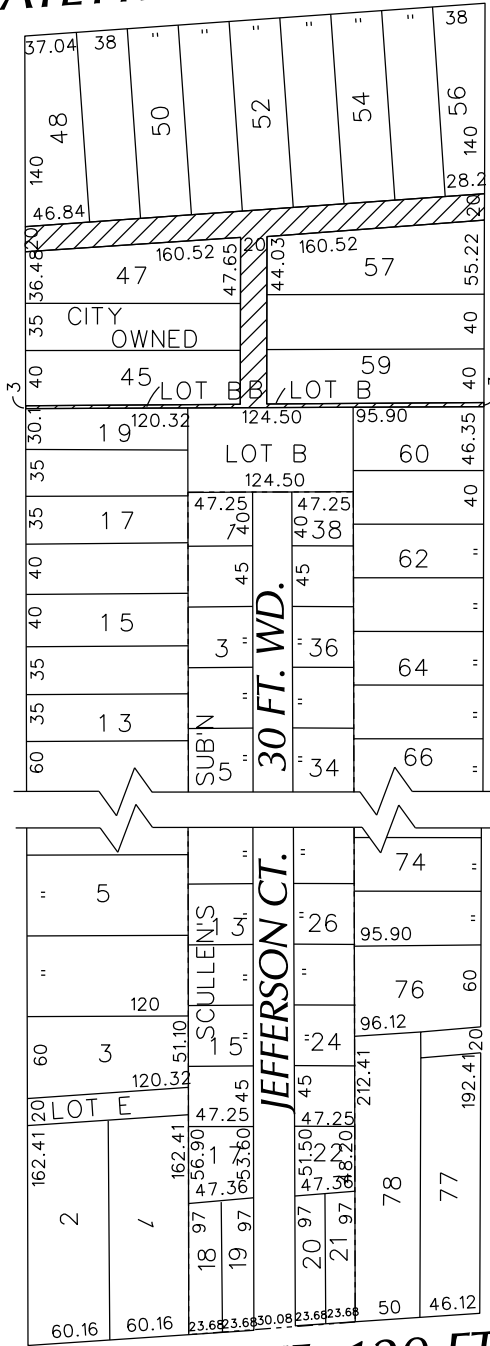 37.04 38 " " " " " 38
48 50 52 54 56
140 140
46.84 28.2
20 20
36.48 160.52 47.65 20 44.03 160.52 55.22
47 57
35 CITY 40
OWNED
40 45 59 40
3 LOT B B LOT B
30.1 120.32 124.50 95.90
19 LOT B 60 46.35
35 124.50
47.25 47.25 40
35 17 1 40 40 38
40 45 45 62 "
40 15 3 " " 36 "
35 " " 64 "
35 13 SUB'N 5 " 30 FT. WD. 34 "
60 66 "
" 74
" 5 SCULLEN'S 13 " " 26 "
" " " 95.90
120 76 60
60 3 51.10 15 JEFFERSON CT. " 24 96.12
120.32 45 45 212.41 20
20 LOT E 47.25 47.25 192.41
162.41 162.41 56.90 17 53.60 51.50 22 48.20
47.36 47.36
2 1 97 97 97 97 78 77
18 19 20 21
60.16 60.16 23.68 23.68 30.08 23.68 23.68 50 46.12